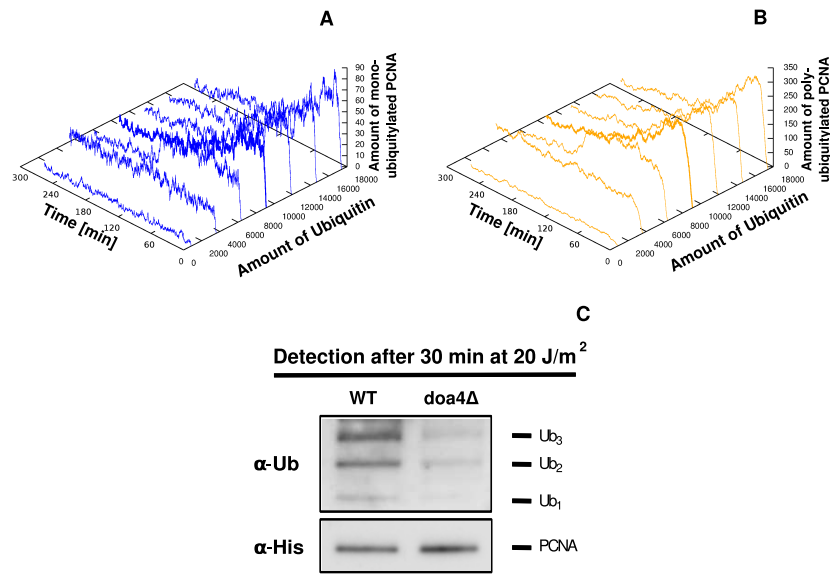 A
Amount of mono-
ubiquitylated PCNA
90
80
70
60
50
40
30
20
10
0
300
240
180
120
60
0
Time [min]
0
2000
4000
6000
8000
10000
12000
14000
16000
18000
Amount of Ubiquitin
B
Amount of poly-
ubiquitylated PCNA
350
300
250
200
150
100
50
0
300
240
180
120
60
0
Time [min]
0
2000
4000
6000
8000
10000
12000
14000
16000
18000
Amount of Ubiquitin
C
Detection after 30 min at 20 J/m²
WT doa4Δ
α-Ub
Ub₃
Ub₂
Ub₁
α-His
PCNA